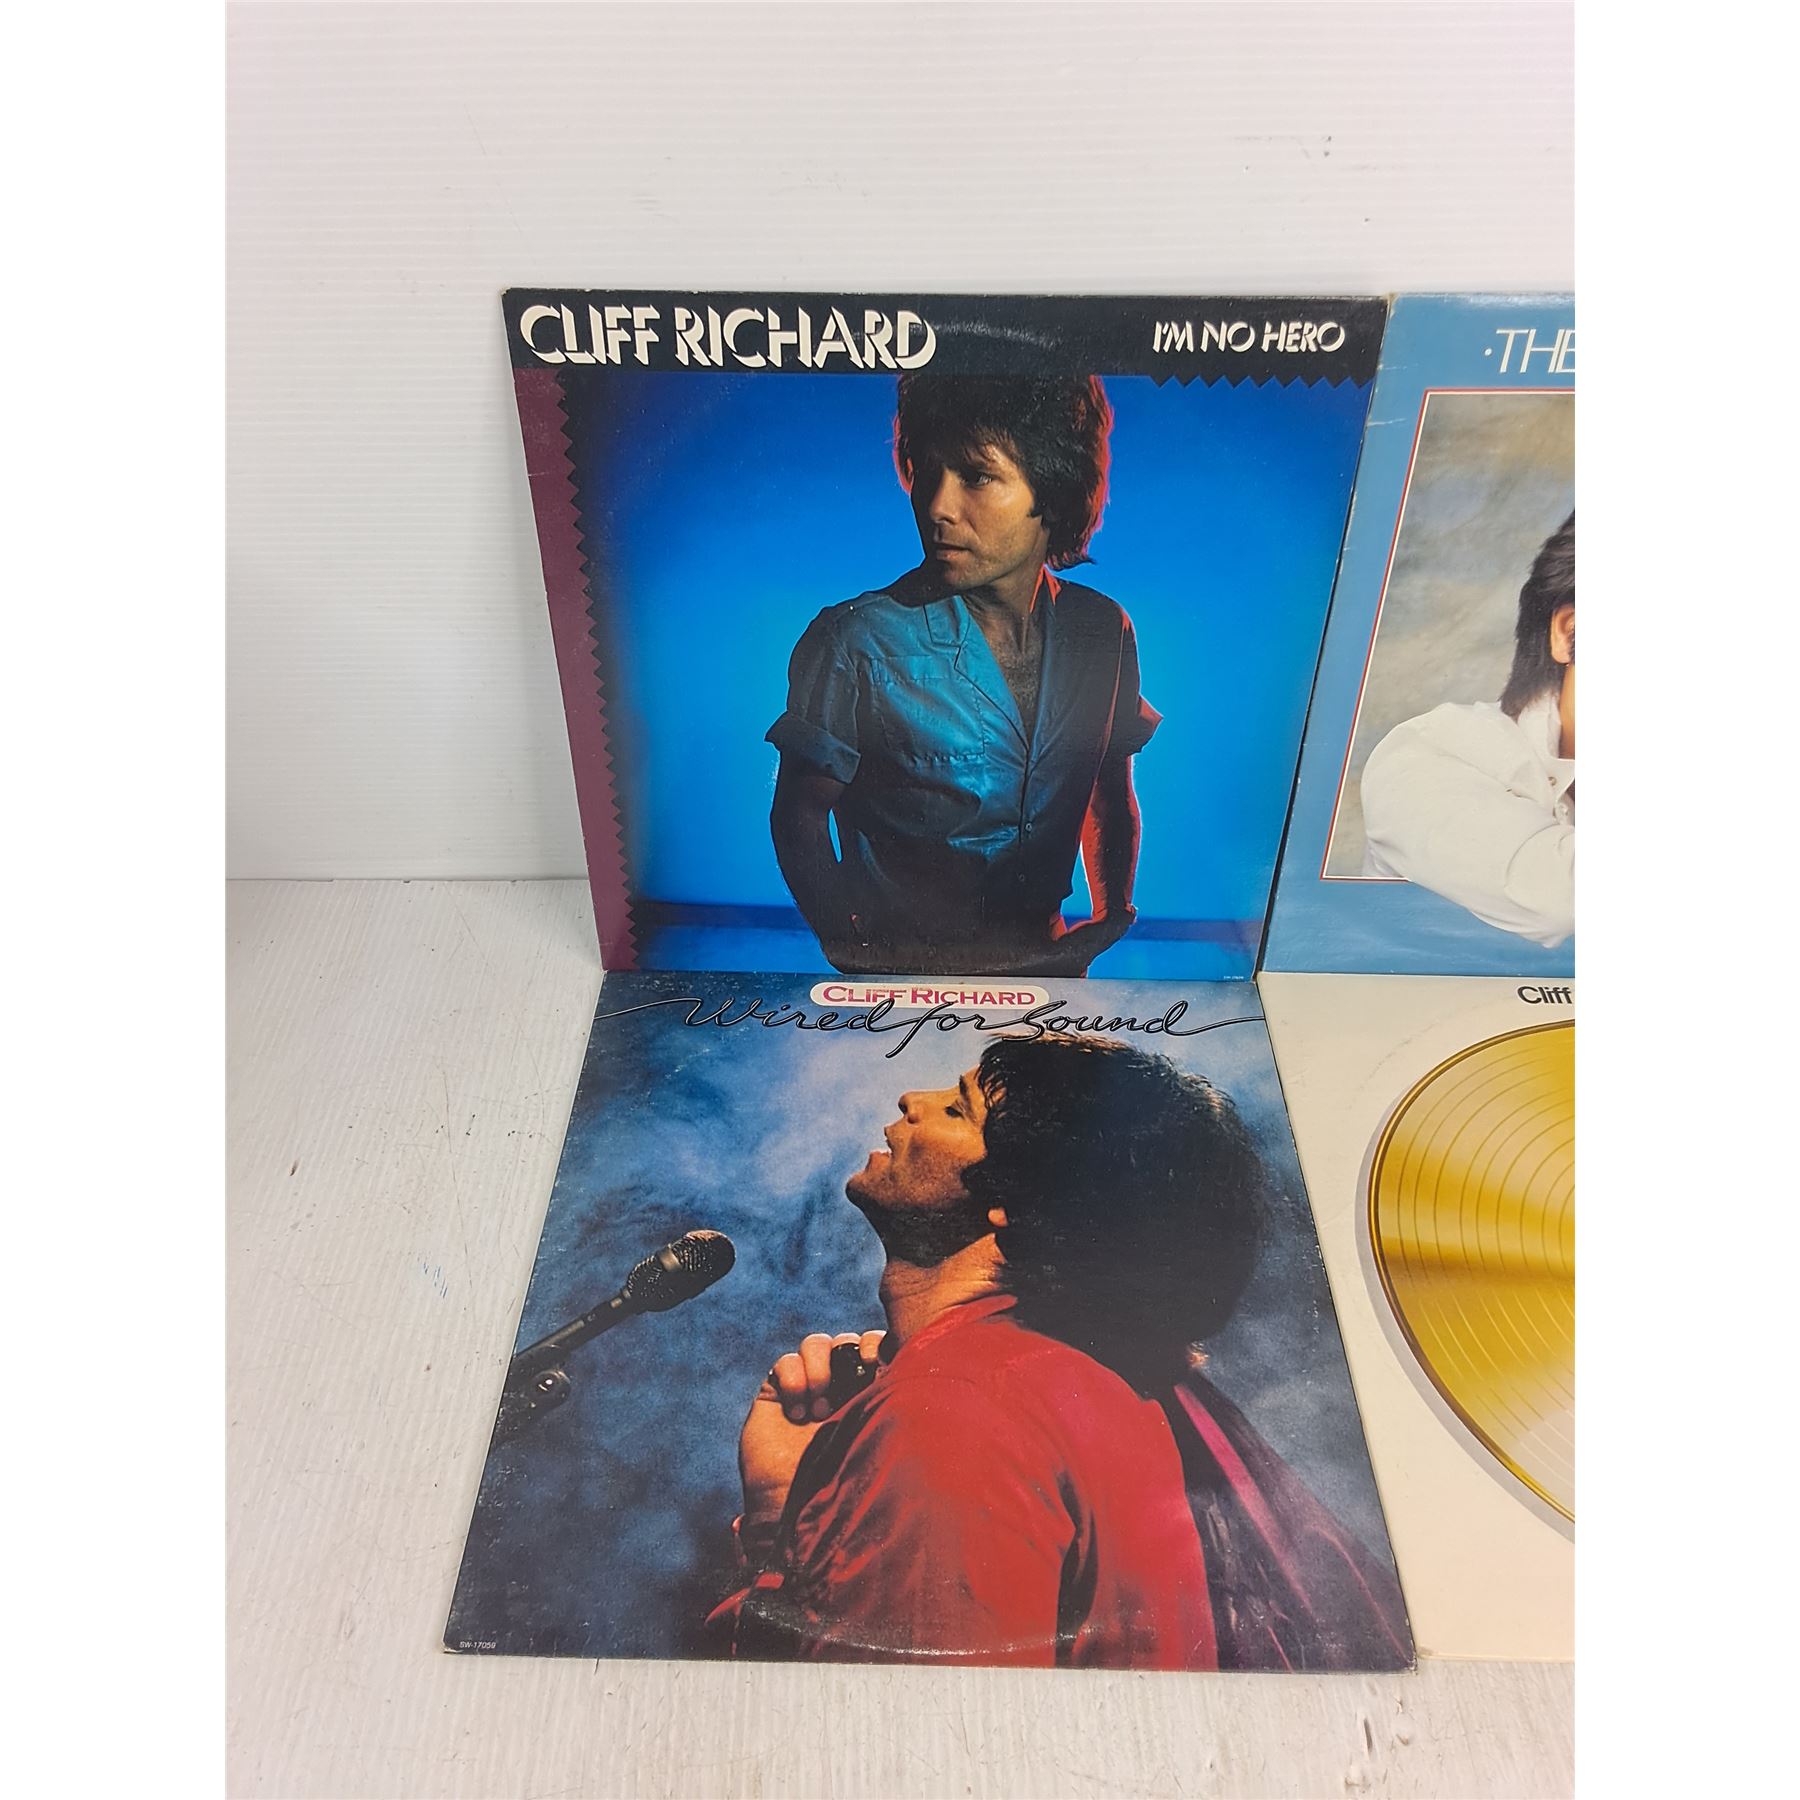 CLIFF RICHARD
I'M NO HERO
·THE
CLIFF RICHARD
Wired for Sound
Cliff
SW-17059